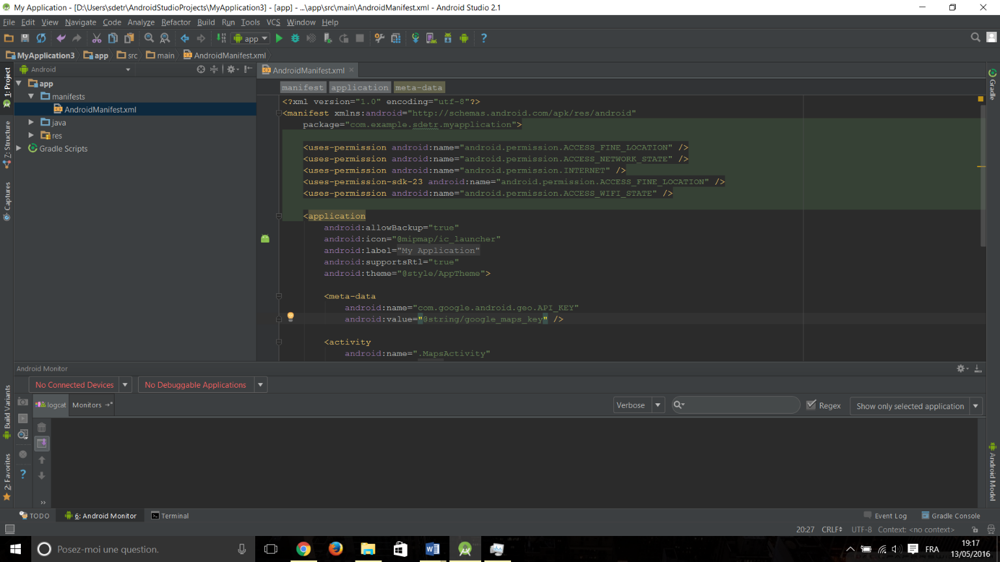 My Application - [D:\Users\sdetr\AndroidStudioProjects\MyApplication3] - [app] - ...\app\src\main\AndroidManifest.xml - Android Studio 2.1
File Edit View Navigate Code Analyze Refactor Build Run Tools VCS Window Help
app
MyApplication3 app src main AndroidManifest.xml
1: Project
Android
AndroidManifest.xml
Gradle
app
manifests
AndroidManifest.xml
java
res
Gradle Scripts
7: Structure
Captures
manifest application meta-data
<?xml version="1.0" encoding="utf-8"?>
<manifest xmlns:android="http://schemas.android.com/apk/res/android"
package="com.example.sdetr.myapplication">
<uses-permission android:name="android.permission.ACCESS_FINE_LOCATION" />
<uses-permission android:name="android.permission.ACCESS_NETWORK_STATE" />
<uses-permission android:name="android.permission.INTERNET" />
<uses-permission-sdk-23 android:name="android.permission.ACCESS_FINE_LOCATION" />
<uses-permission android:name="android.permission.ACCESS_WIFI_STATE" />
<application
android:allowBackup="true"
android:icon="@mipmap/ic_launcher"
android:label="My Application"
android:supportsRtl="true"
android:theme="@style/AppTheme">
<meta-data
android:name="com.google.android.geo.API_KEY"
android:value="@string/google_maps_key" />
<activity
android:name=".MapsActivity"
Android Monitor
No Connected Devices No Debuggable Applications
logcat Monitors Verbose Regex Show only selected application
Build Variants
2: Favorites
Android Model
TODO 6: Android Monitor Terminal Event Log Gradle Console
20:27 CRLF UTF-8 Context: <no context>
Posez-moi une question.
FRA
19:17
13/05/2016